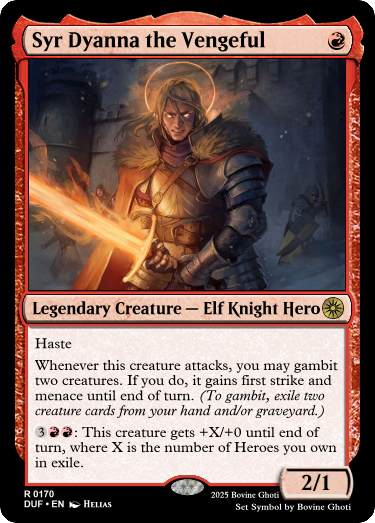 Syr Dyanna the Vengeful
Legendary Creature — Elf Knight Hero
Haste
Whenever this creature attacks, you may gambit
two creatures. If you do, it gains first strike and
menace until end of turn. (To gambit, exile two
creature cards from your hand and/or graveyard.)
3: This creature gets +X/+0 until end of
turn, where X is the number of Heroes you own
in exile.
2/1
R 0170
DUF • EN Helias
2025 Bovine Ghoti
Set Symbol by Bovine Ghoti